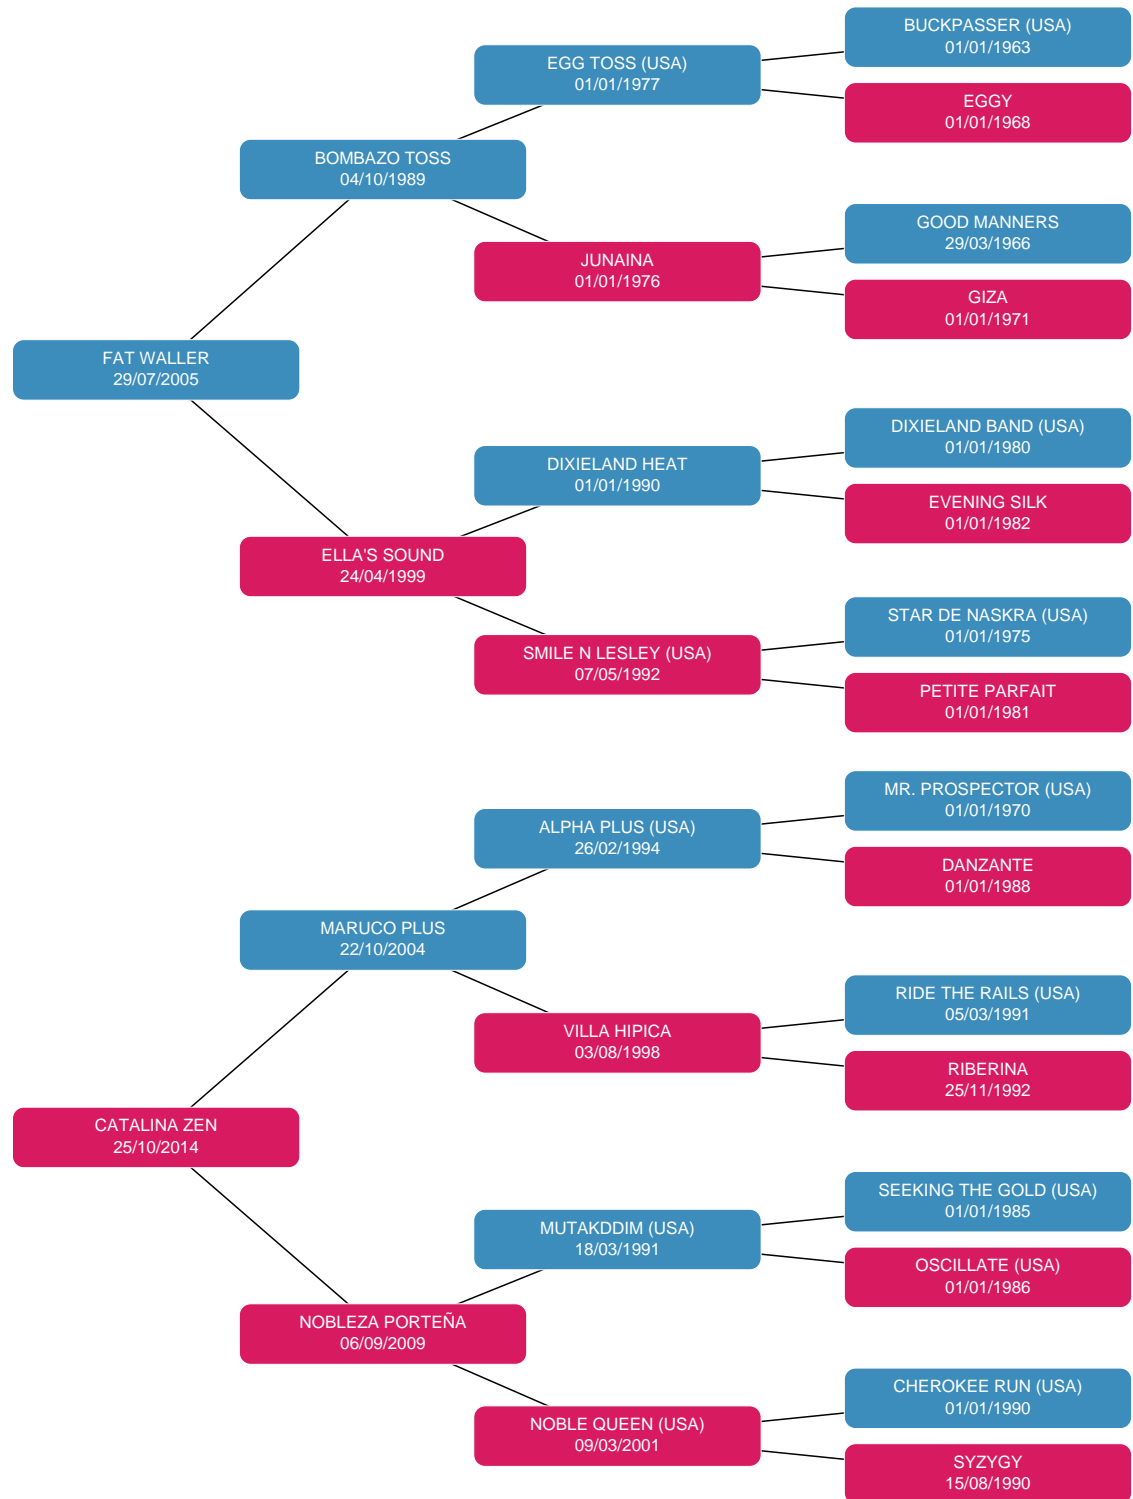 BUCKPASSER (USA)
01/01/1963
EGG TOSS (USA)
01/01/1977
EGGY
01/01/1968
BOMBAZO TOSS
04/10/1989
GOOD MANNERS
29/03/1966
JUNAINA
01/01/1976
GIZA
01/01/1971
FAT WALLER
29/07/2005
DIXIELAND BAND (USA)
01/01/1980
DIXIELAND HEAT
01/01/1990
EVENING SILK
01/01/1982
ELLA'S SOUND
24/04/1999
STAR DE NASKRA (USA)
01/01/1975
SMILE N LESLEY (USA)
07/05/1992
PETITE PARFAIT
01/01/1981
MR. PROSPECTOR (USA)
01/01/1970
ALPHA PLUS (USA)
26/02/1994
DANZANTE
01/01/1988
MARUCO PLUS
22/10/2004
RIDE THE RAILS (USA)
05/03/1991
VILLA HIPICA
03/08/1998
RIBERINA
25/11/1992
CATALINA ZEN
25/10/2014
SEEKING THE GOLD (USA)
01/01/1985
MUTAKDDIM (USA)
18/03/1991
OSCILLATE (USA)
01/01/1986
NOBLEZA PORTEÑA
06/09/2009
CHEROKEE RUN (USA)
01/01/1990
NOBLE QUEEN (USA)
09/03/2001
SYZYGY
15/08/1990